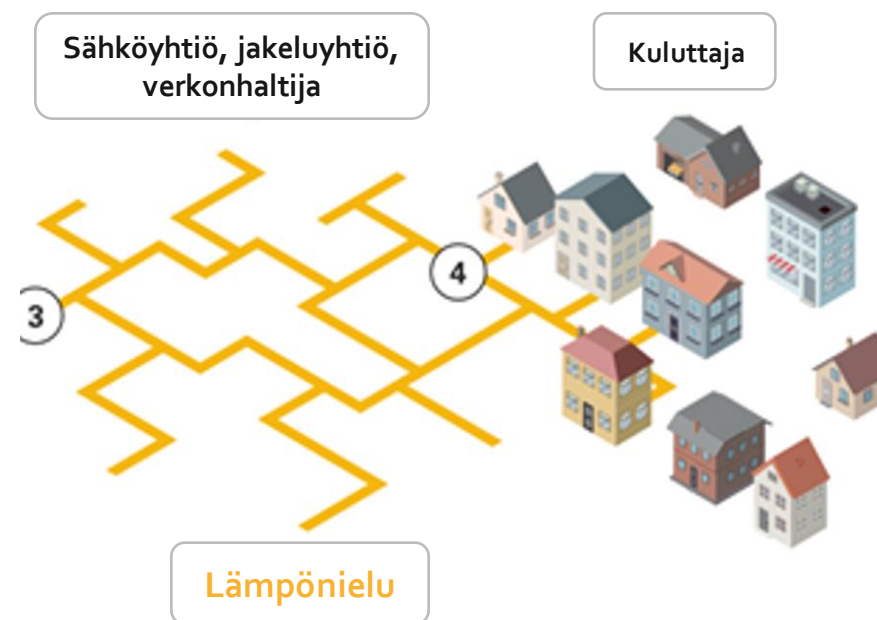 Sähköyhtiö, jakeluyhtiö,
verkonhaltija
Kuluttaja
4
3
Lämpönielu